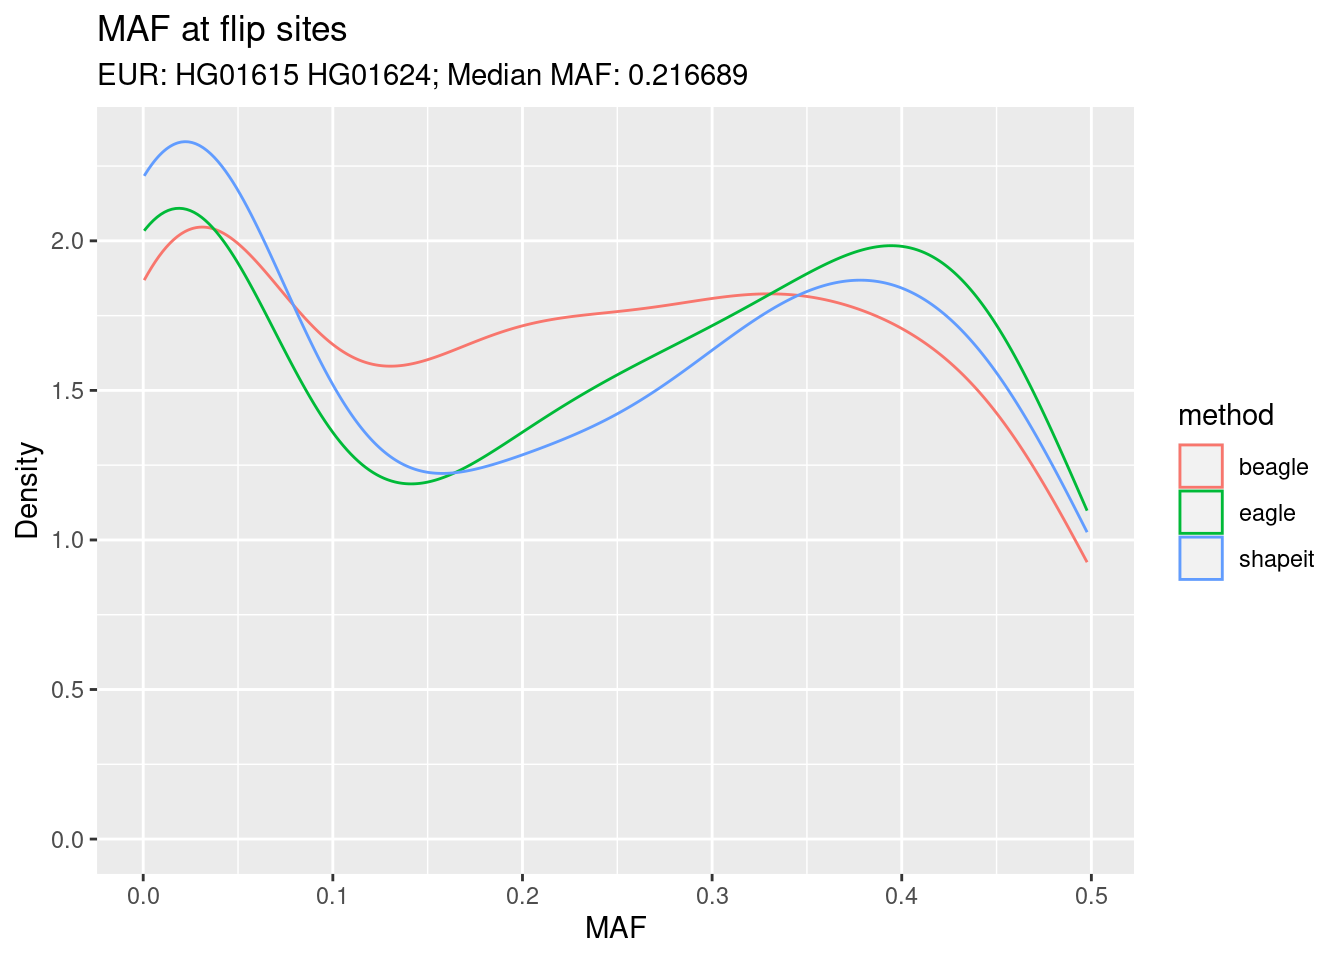 MAF at flip sites
EUR: HG01615 HG01624; Median MAF: 0.216689
Density
2.0
1.5
1.0
0.5
0.0
0.0 0.1 0.2 0.3 0.4 0.5
MAF
method
beagle
eagle
shapeit